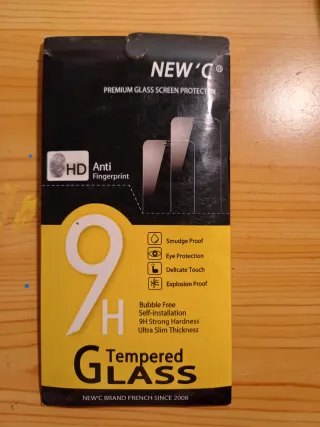 NEW'C®
PREMIUM GLASS SCREEN PROTECTOR
HD Anti
Fingerprint
Smudge Proof
Eye Protection
Delicate Touch
Explosion Proof
9H
Bubble Free
Self-installation
9H Strong Hardness
Ultra Slim Thickness
Tempered
GLASS
NEW'C BRAND FRENCH SINCE 2008